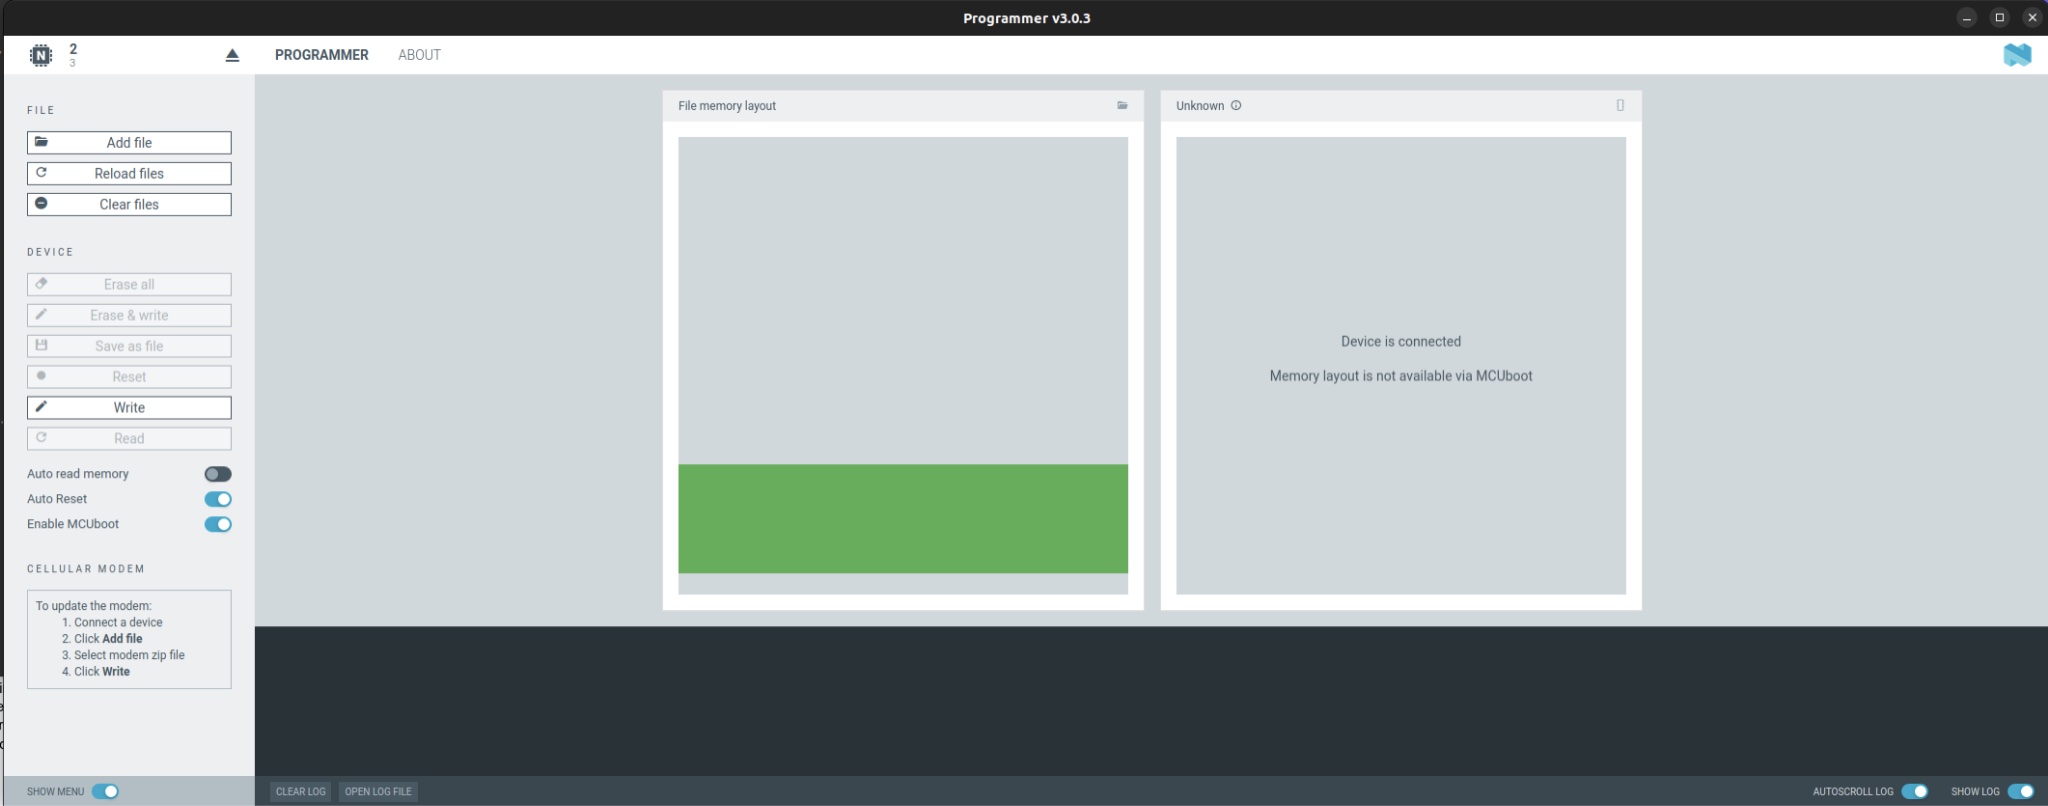 Programmer v3.0.3
N
2
3
PROGRAMMER
ABOUT
FILE
Add file
Reload files
Clear files
DEVICE
Erase all
Erase & write
Save as file
Reset
Write
Read
Auto read memory
Auto Reset
Enable MCUboot
CELLULAR MODEM
To update the modem:
1. Connect a device
2. Click Add file
3. Select modem zip file
4. Click Write
File memory layout
Unknown
Device is connected
Memory layout is not available via MCUboot
SHOW MENU
CLEAR LOG
OPEN LOG FILE
AUTOSCROLL LOG
SHOW LOG